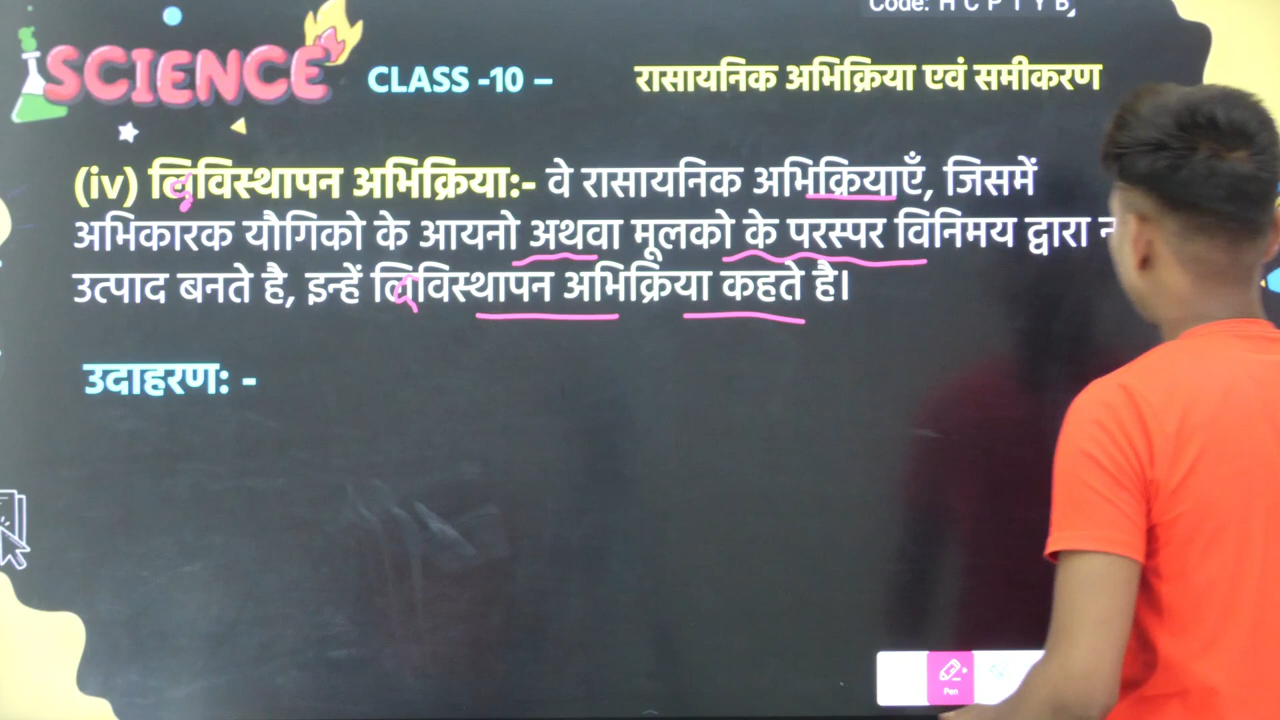 Code: H C P T Y B
SCIENCE CLASS -10 – रासायनिक अभिक्रिया एवं समीकरण
(iv) लिविस्थापन अभिक्रिया:- वे रासायनिक अभिक्रियाएँ, जिसमें
अभिकारक यौगिको के आयनो अथवा मूलको के परस्पर विनिमय द्वारा
उत्पाद बनते है, इन्हें लिविस्थापन अभिक्रिया कहते है।
उदाहरण: -
Pen